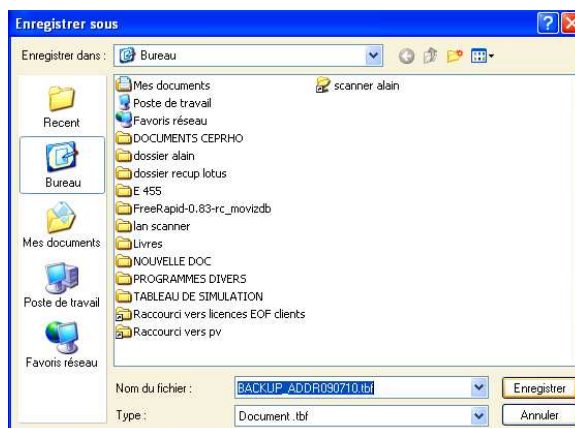 Enregistrer sous
Enregistrer dans :
Bureau
Recent
Bureau
Mes documents
Poste de travail
Favoris réseau
Mes documents
Poste de travail
Favoris réseau
DOCUMENTS CEPRHO
dossier alain
dossier recup lotus
E 455
FreeRapid-0.83-rc_movizdb
lan scanner
Livres
NOUVELLE DOC
PROGRAMMES DIVERS
TABLEAU DE SIMULATION
Raccourci vers licences EOF clients
Raccourci vers pv
scanner alain
Nom du fichier :
BACKUP_ADDR090710.tbf
Enregistrer
Type :
Document .tbf
Annuler